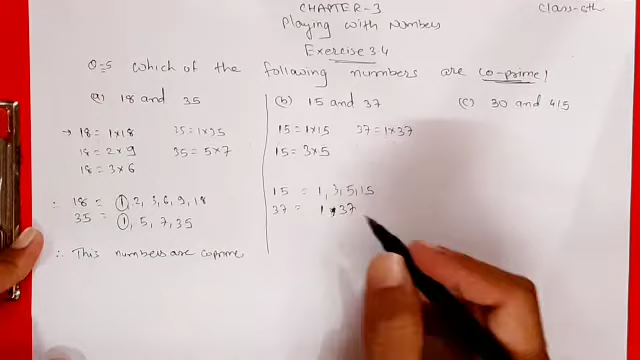 CHAPTER-3
Class-6th
Playing with Numbers
Exercise 3.4
Q=5 Which of the following numbers are co-prime!
(a) 18 and 35
(b) 15 and 37
(c) 30 and 415
→ 18 = 1×18 35 = 1×35
18 = 2×9 35 = 5×7
18 = 3×6
∴ 18 = 1, 2, 3, 6, 9, 18
35 = 1, 5, 7, 35
∴ This numbers are coprime
15 = 1×15 37 = 1×37
15 = 3×5
15 = 1, 3, 5, 15
37 = 1, 37